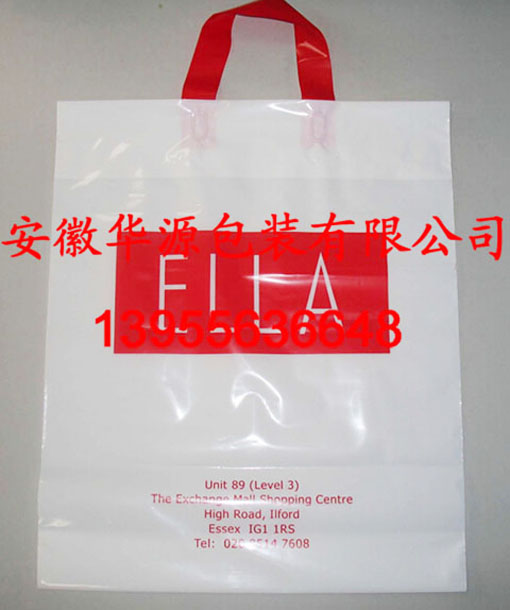 安徽华源包装有限公司
ELLA
13955636648
Unit 89 (Level 3)
The Exchange Mall Shopping Centre
High Road, Ilford
Essex IG1 1RS
Tel: 020 8514 7608